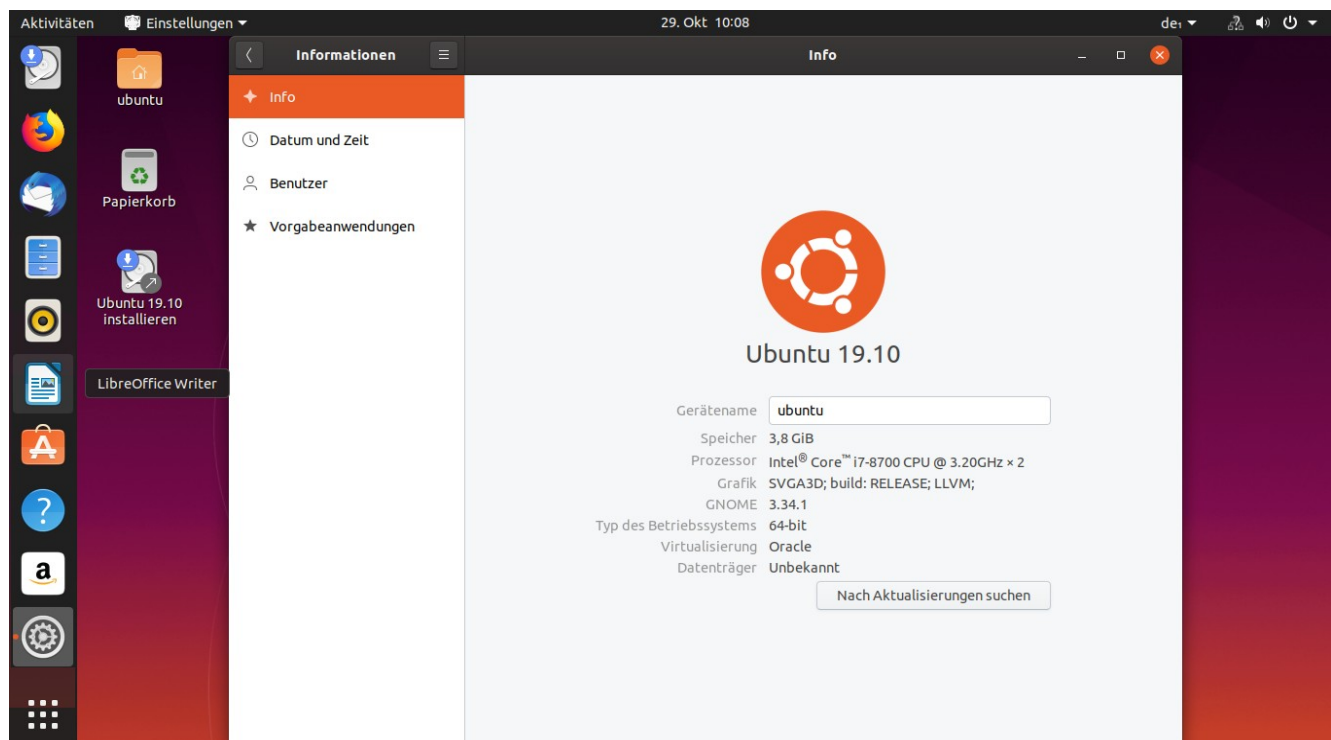 Aktivitäten
Einstellungen
29. Okt 10:08
de₁
ubuntu
Papierkorb
Ubuntu 19.10
installieren
LibreOffice Writer
a
Informationen
Info
Info
Datum und Zeit
Benutzer
Vorgabeanwendungen
Ubuntu 19.10
Gerätename ubuntu
Speicher 3,8 GiB
Prozessor Intel® Core™ i7-8700 CPU @ 3.20GHz × 2
Grafik SVGA3D; build: RELEASE; LLVM;
GNOME 3.34.1
Typ des Betriebssystems 64-bit
Virtualisierung Oracle
Datenträger Unbekannt
Nach Aktualisierungen suchen